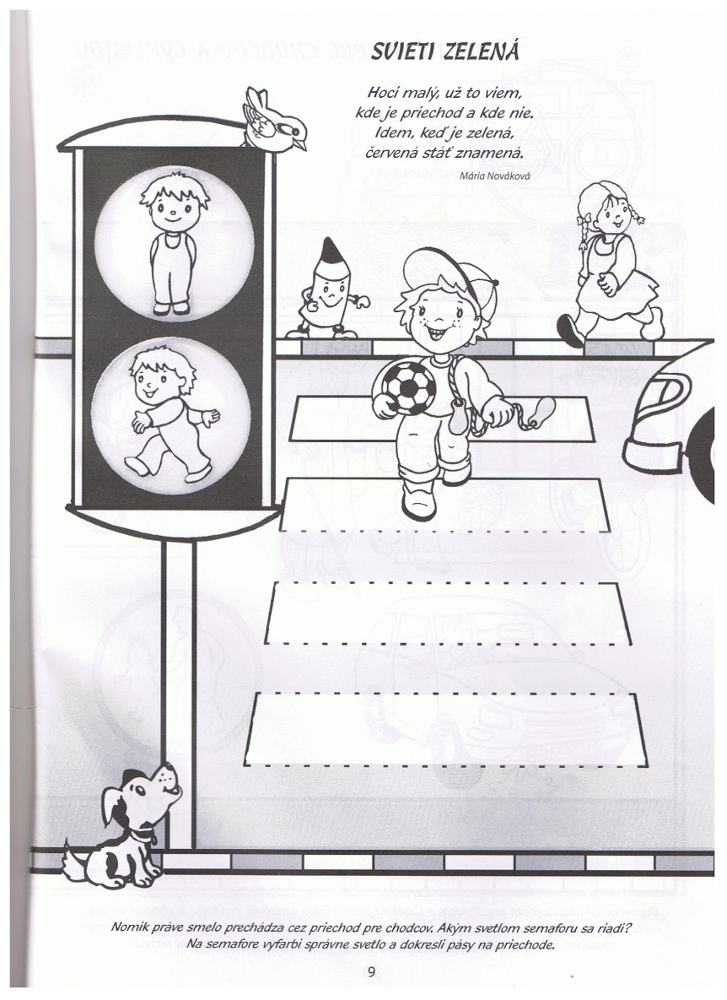 SVIETI ZELENÁ
Hoci malý, už to viem,
kde je priechod a kde nie.
Idem, keď je zelená,
červená stáť znamená.
Mária Nováková
Nomik práve smelo prechádza cez priechod pre chodcov. Akým svetlom semaforu sa riadi?
Na semafore vyfarbi správne svetlo a dokresli pásy na priechode.
9